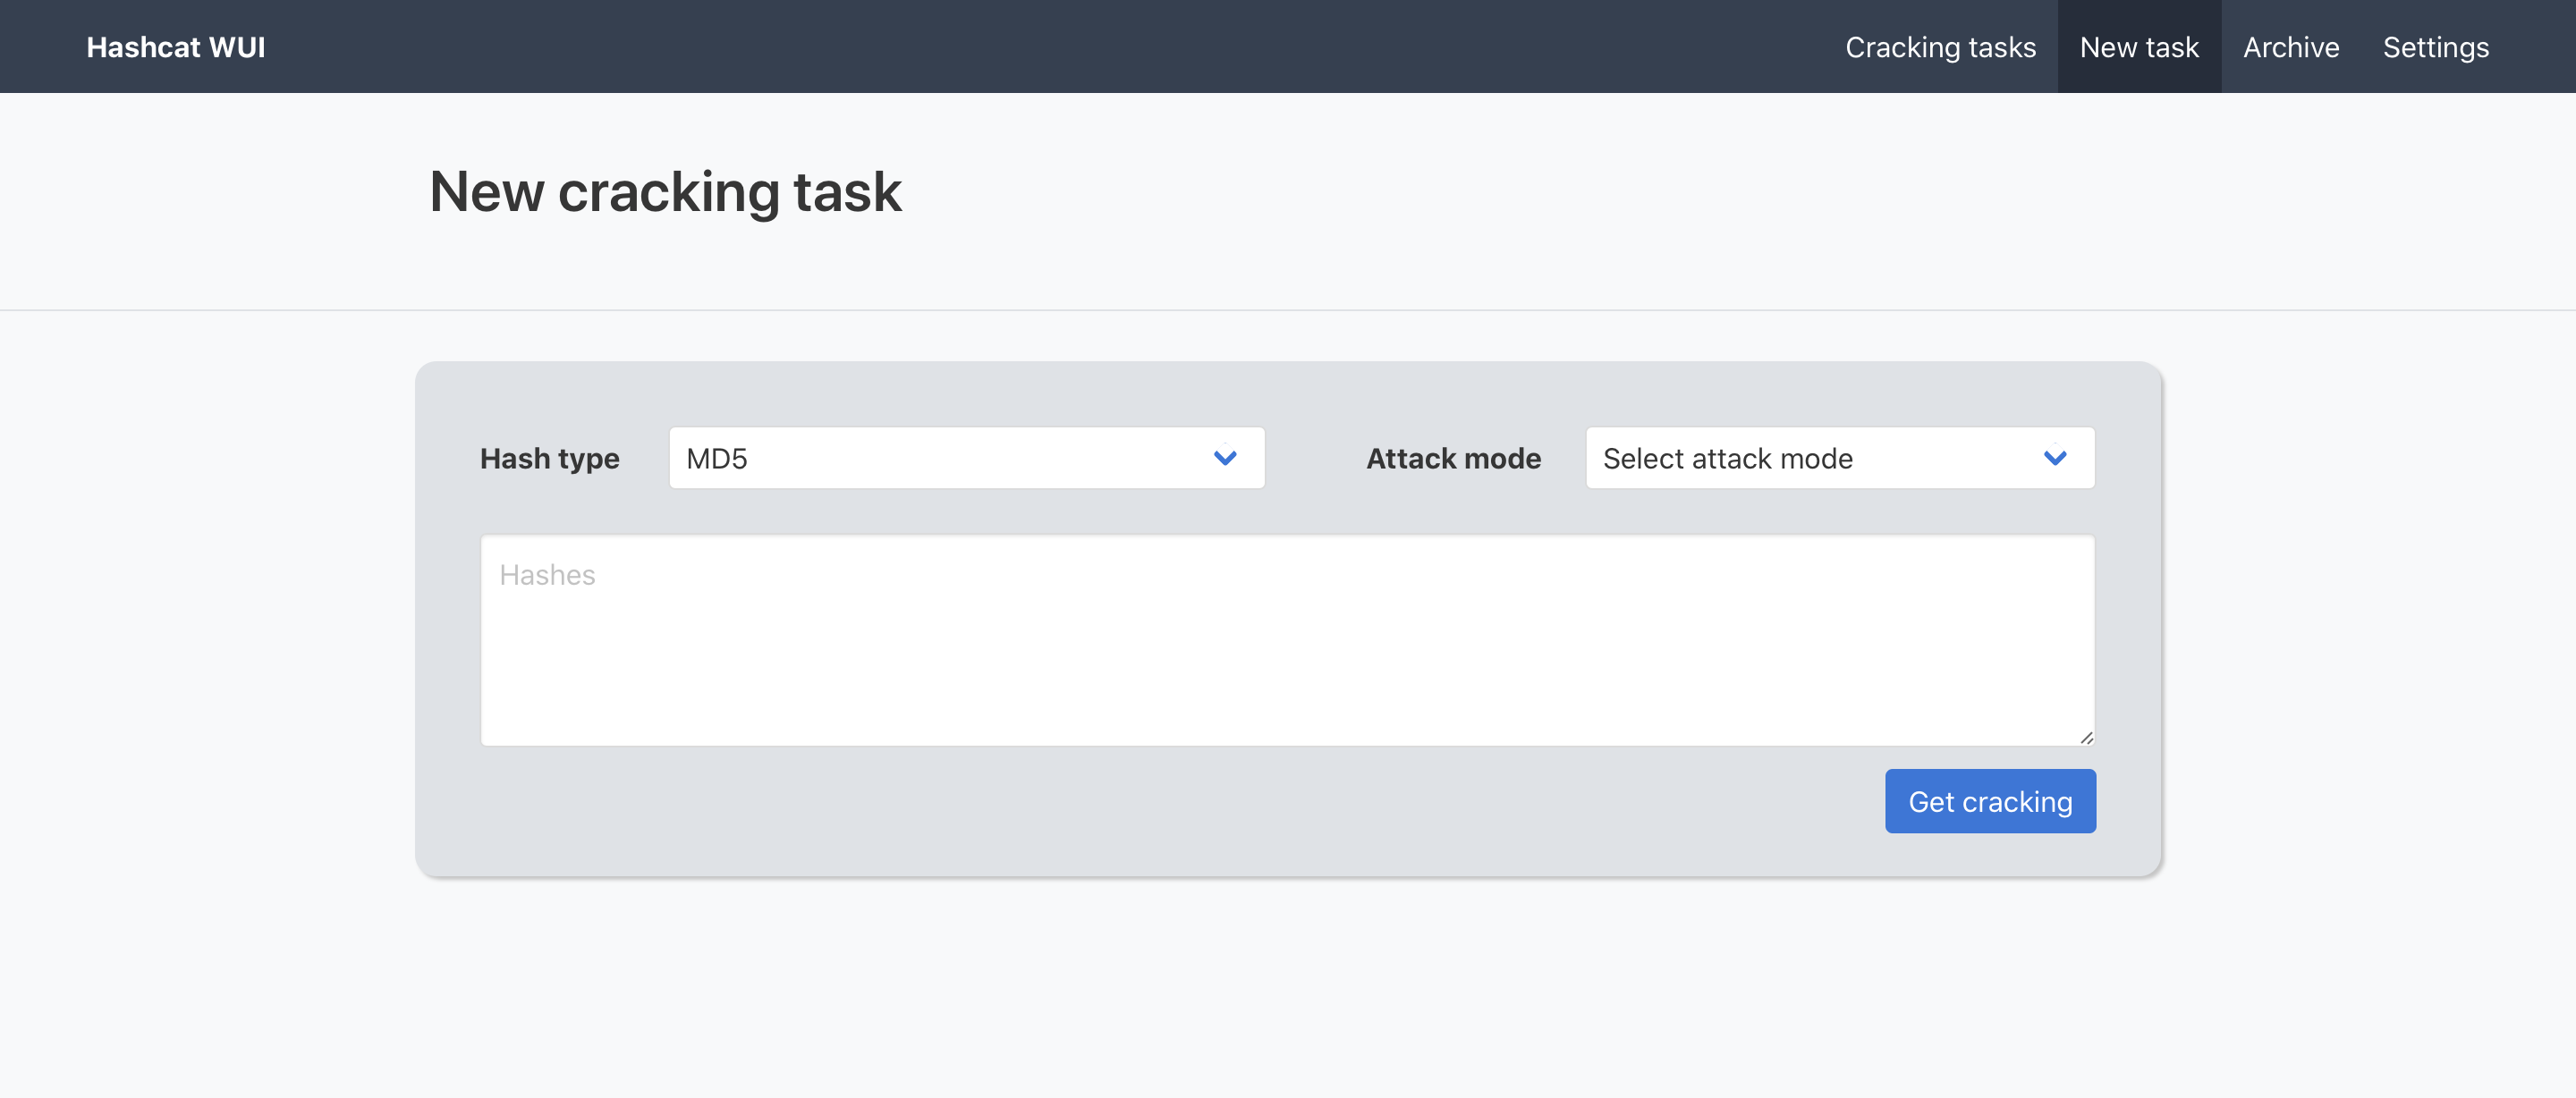 Hashcat WUI
Cracking tasks
New task
Archive
Settings
New cracking task
Hash type
MD5
Attack mode
Select attack mode
Hashes
Get cracking